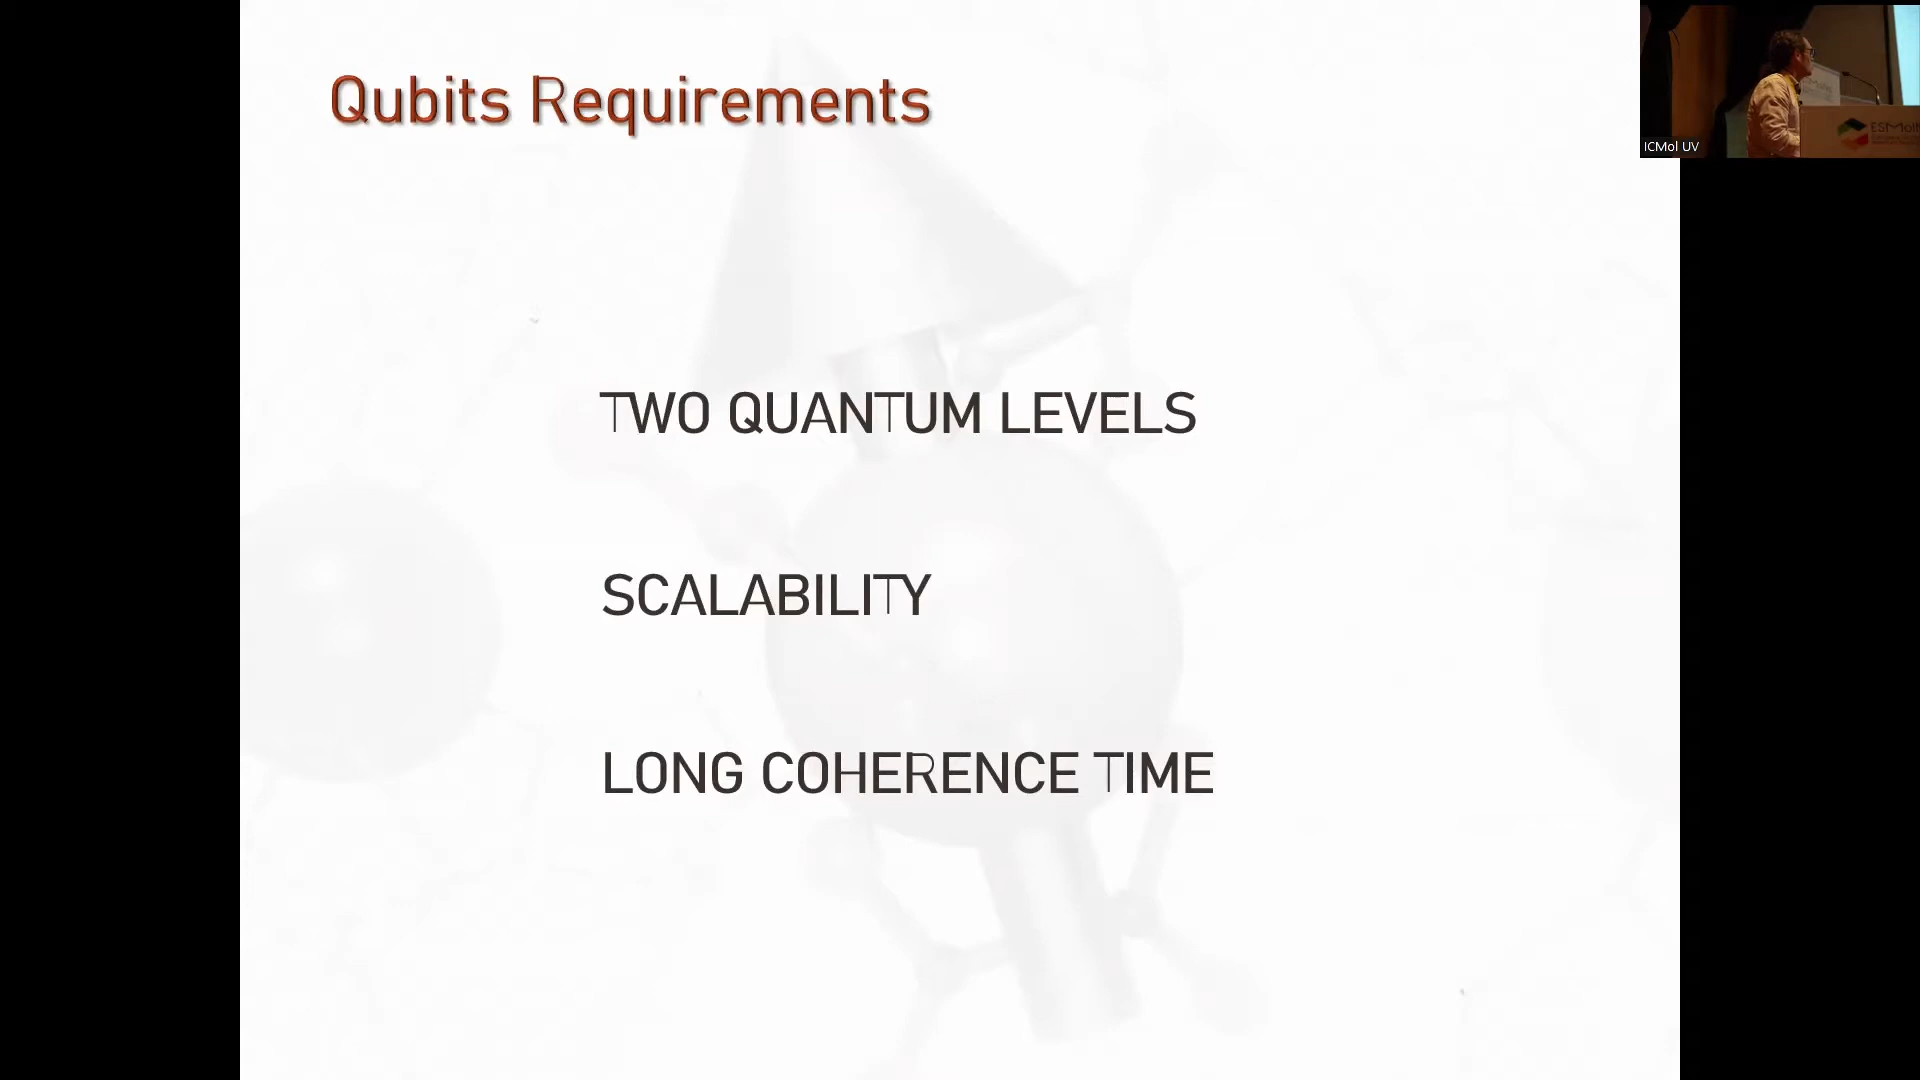 Qubits Requirements
TWO QUANTUM LEVELS
SCALABILITY
LONG COHERENCE TIME
ICMol UV